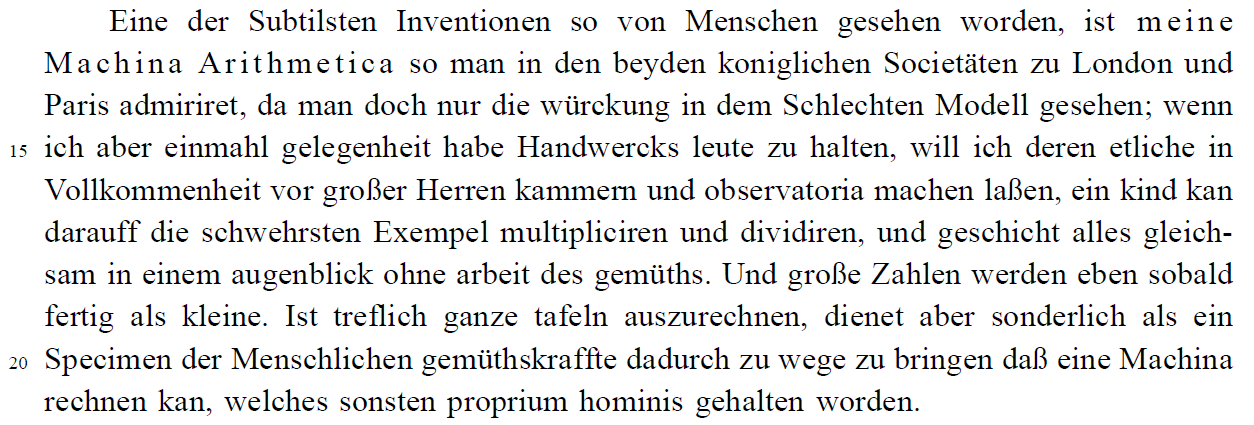 Eine der Subtilsten Inventionen so von Menschen gesehen worden, ist meine
Machina Arithmetica so man in den beyden koniglichen Societäten zu London und
Paris admiriret, da man doch nur die würckung in dem Schlechten Modell gesehen; wenn
15 ich aber einmahl gelegenheit habe Handwercks leute zu halten, will ich deren etliche in
Vollkommenheit vor großer Herren kammern und observatoria machen laßen, ein kind kan
darauff die schwehrsten Exempel multipliciren und dividiren, und geschicht alles gleich-
sam in einem augenblick ohne arbeit des gemüths. Und große Zahlen werden eben sobald
fertig als kleine. Ist treflich ganze tafeln auszurechnen, dienet aber sonderlich als ein
20 Specimen der Menschlichen gemüthskraffte dadurch zu wege zu bringen daß eine Machina
rechnen kan, welches sonsten proprium hominis gehalten worden.